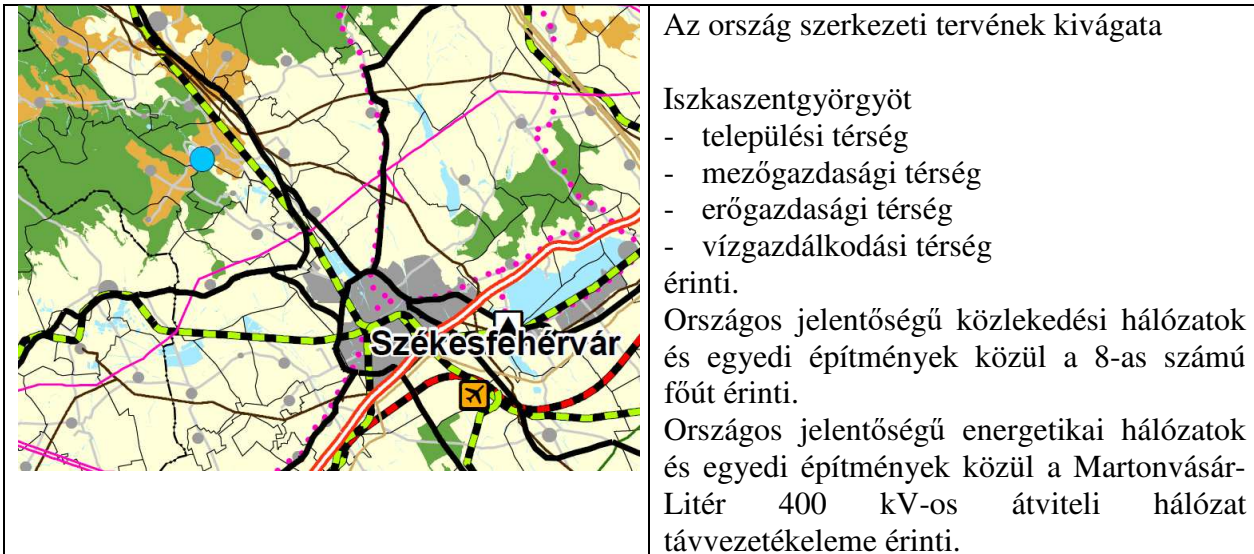 Székesfehérvár
Az ország szerkezeti tervének kivágata
Iszkaszentgyörgyöt
- települési térség
- mezőgazdasági térség
- erőgazdasági térség
- vízgazdálkodási térség
érinti.
Országos jelentőségű közlekedési hálózatok
és egyedi építmények közül a 8-as számú
főút érinti.
Országos jelentőségű energetikai hálózatok
és egyedi építmények közül a Martonvásár-
Litér 400 kV-os átviteli hálózat
távvezetékeleme érinti.